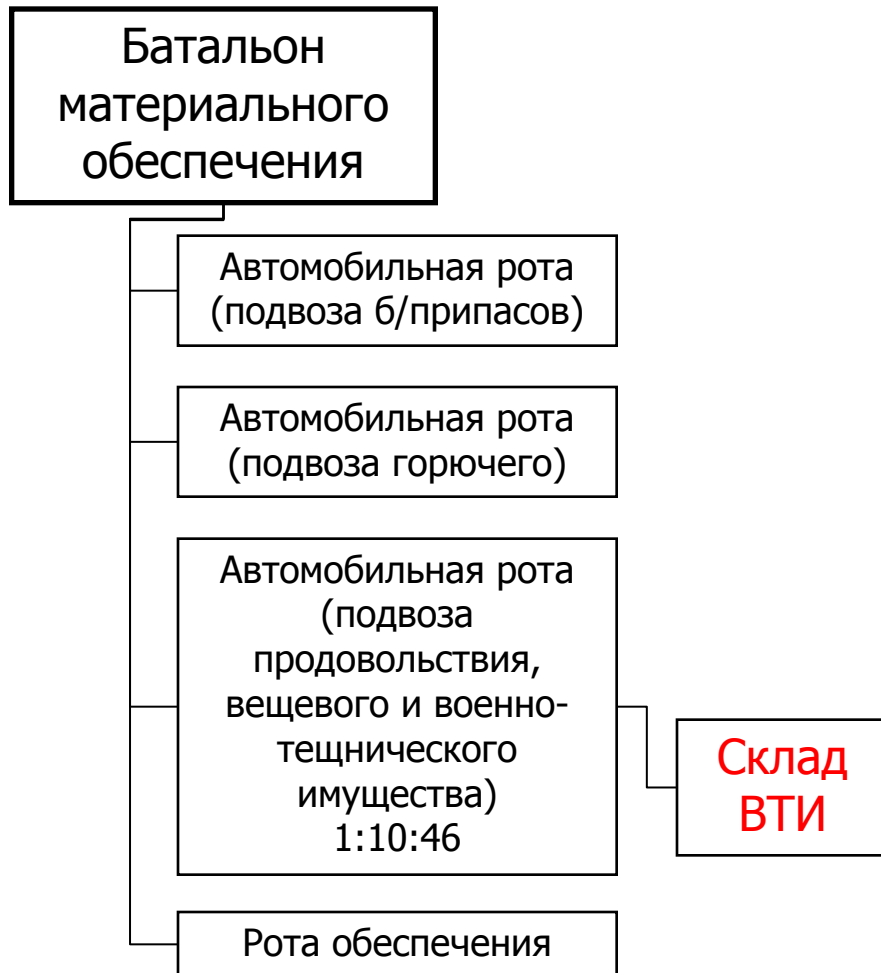 Батальон
материального
обеспечения
Автомобильная рота
(подвоза б/припасов)
Автомобильная рота
(подвоза горючего)
Автомобильная рота
(подвоза
продовольствия,
вещевого и военно-
тещнического
имущества)
1:10:46
Склад
ВТИ
Рота обеспечения